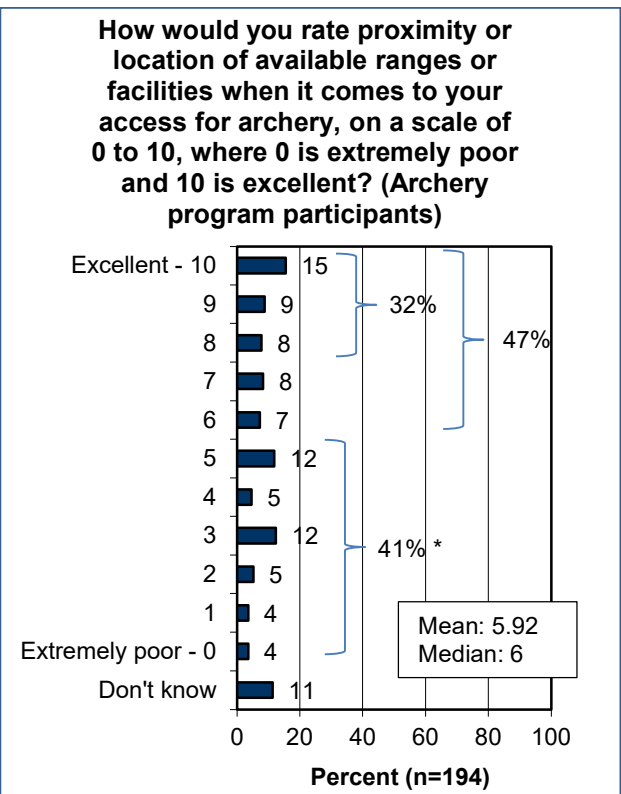 How would you rate proximity or
location of available ranges or
facilities when it comes to your
access for archery, on a scale of
0 to 10, where 0 is extremely poor
and 10 is excellent? (Archery
program participants)
Excellent - 10 15
9 9 32%
8 8 47%
7 8
6 7
5 12
4 5
3 12 41% *
2 5
1 4 Mean: 5.92
Extremely poor - 0 4 Median: 6
Don't know 11
0 20 40 60 80 100
Percent (n=194)